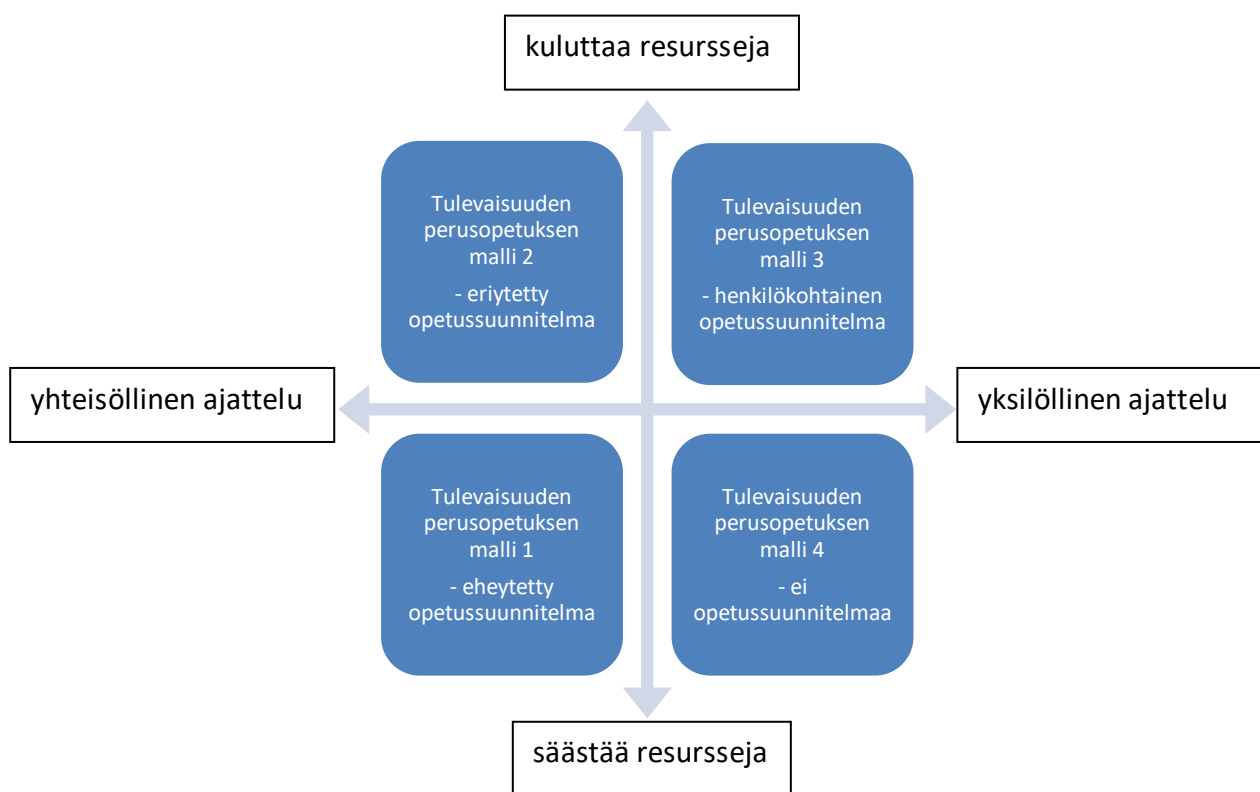 kuluttaa resursseja
Tulevaisuuden
perusopetuksen
malli 2
- eriytetty
opetussuunnitelma
Tulevaisuuden
perusopetuksen
malli 3
- henkilökohtainen
opetussuunnitelma
yhteisöllinen ajattelu
yksilöllinen ajattelu
Tulevaisuuden
perusopetuksen
malli 1
- eheytetty
opetussuunnitelma
Tulevaisuuden
perusopetuksen
malli 4
- ei
opetussuunnitelmaa
säästää resursseja